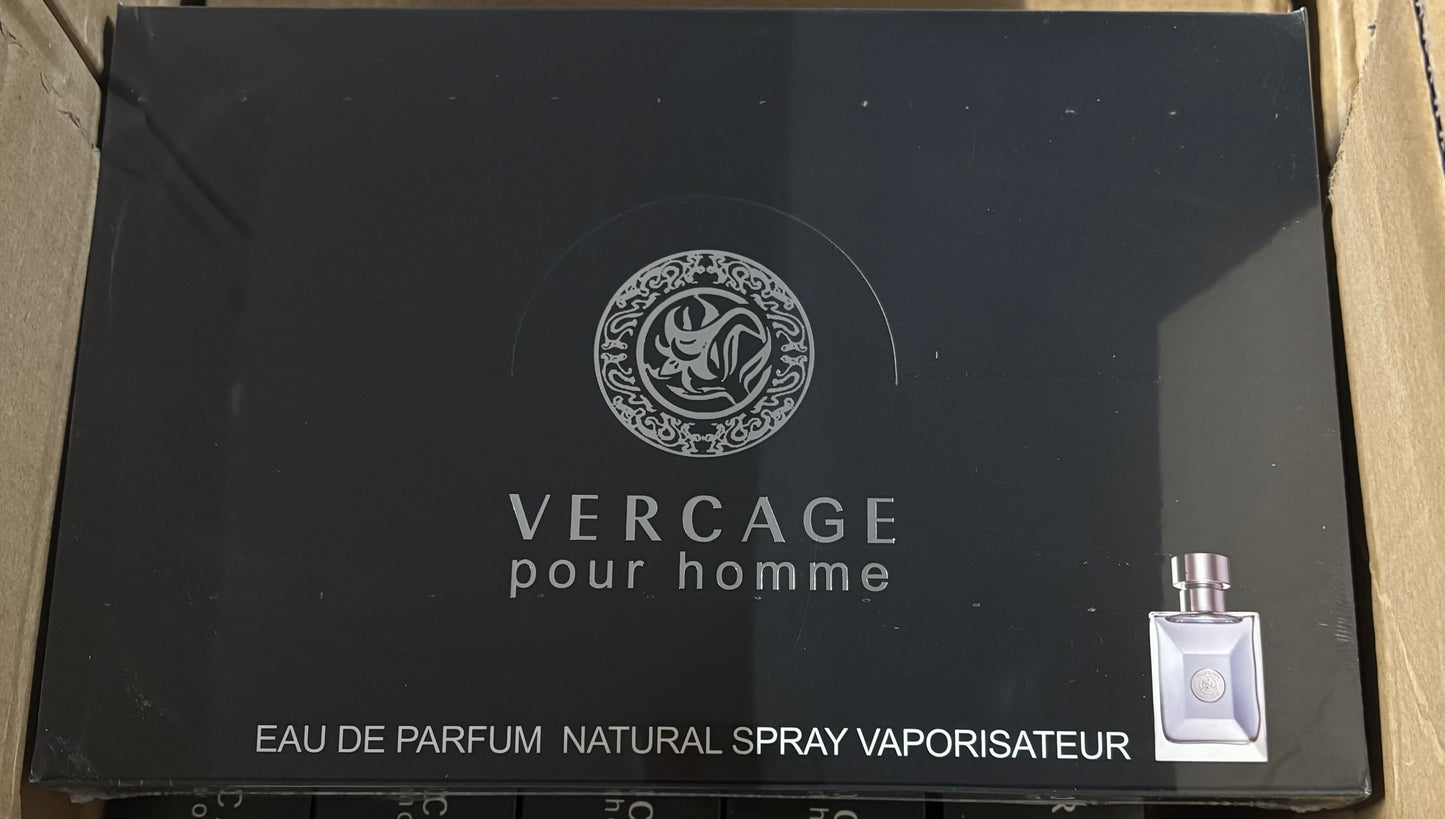 VERCAGE
pour homme
EAU DE PARFUM NATURAL SPRAY VAPORISATEUR